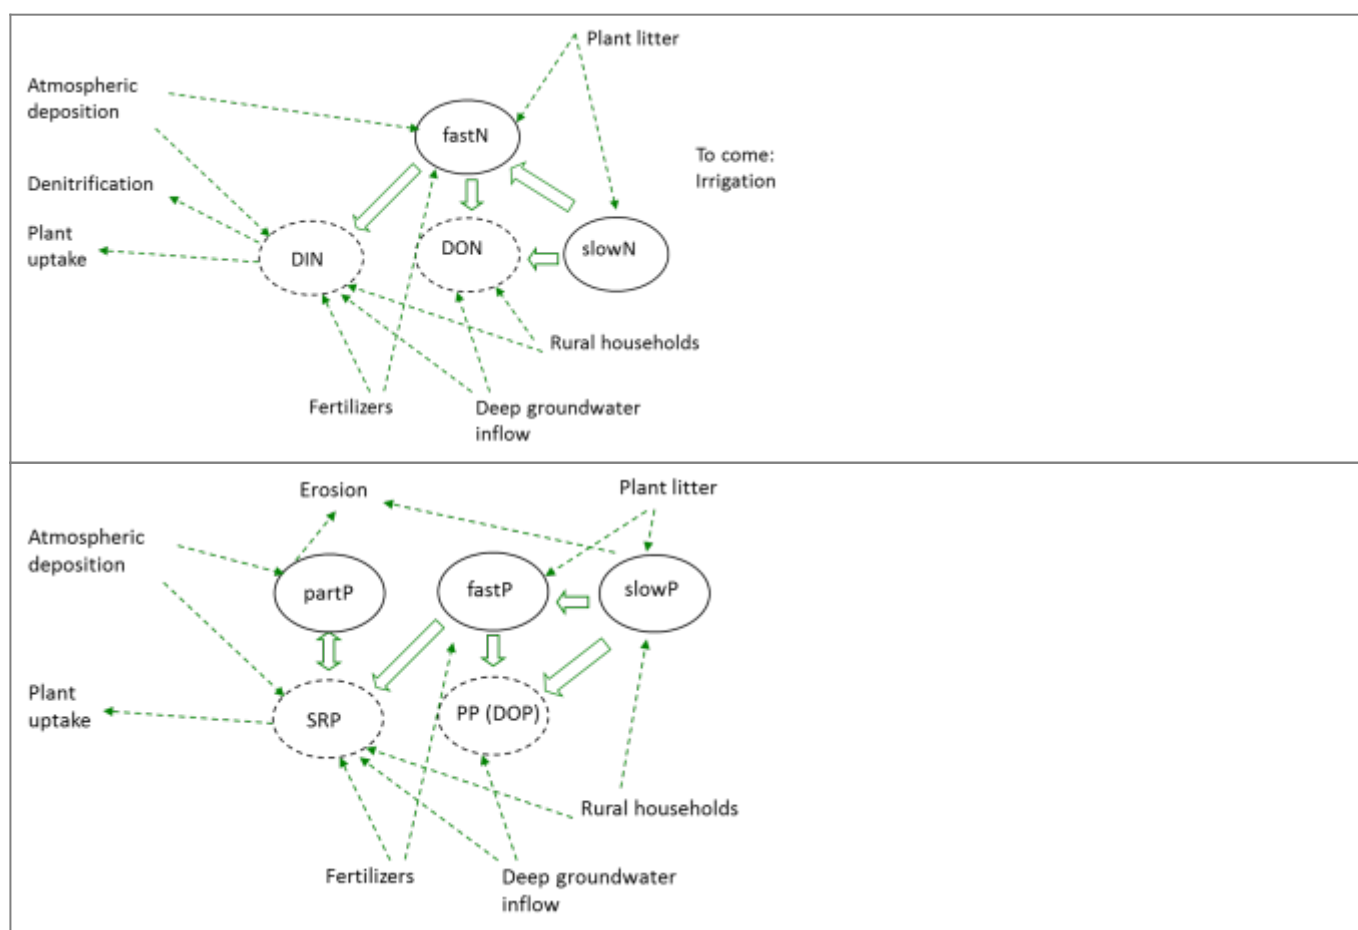 Plant litter
Atmospheric
deposition
fastN
To come:
Irrigation
Denitrification
Plant
uptake
DIN
DON
slowN
Rural households
Fertilizers
Deep groundwater
inflow
Erosion
Plant litter
Atmospheric
deposition
partP
fastP
slowP
Plant
uptake
SRP
PP (DOP)
Rural households
Fertilizers
Deep groundwater
inflow